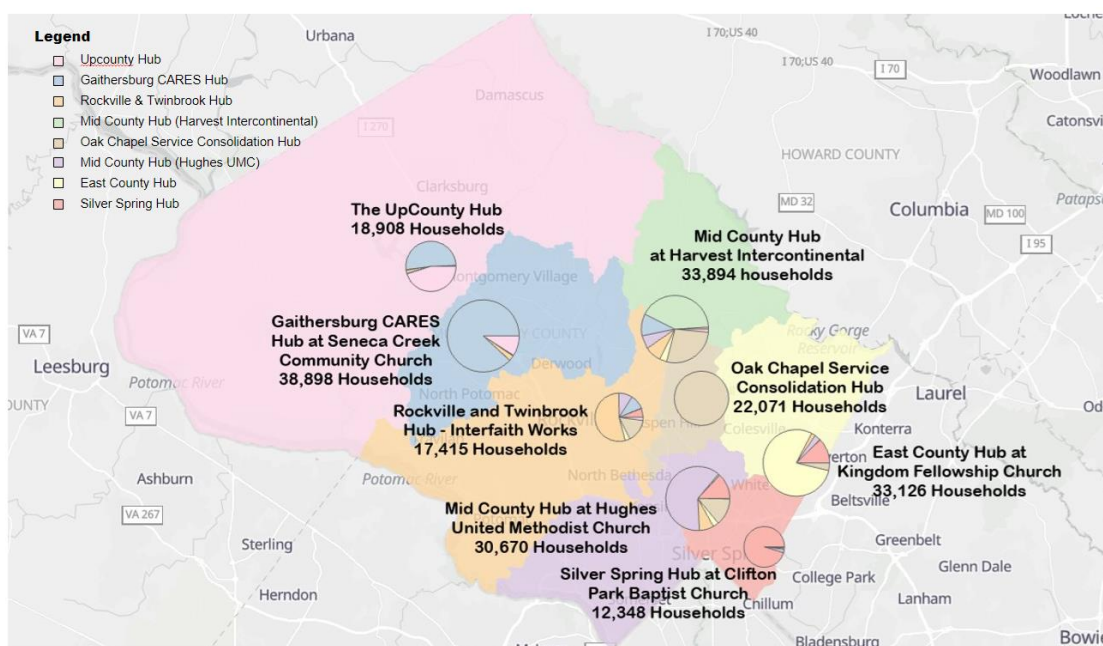 Legend
Upcounty Hub
Gaithersburg CARES Hub
Rockville & Twinbrook Hub
Mid County Hub (Harvest Intercontinental)
Oak Chapel Service Consolidation Hub
Mid County Hub (Hughes UMC)
East County Hub
Silver Spring Hub
Urbana
I 70;US 40
I 70;US 40
I 70
Woodlawn
Catonsv
Damascus
I 270
HOWARD COUNTY
Clarksburg
MD 32
Columbia
MD 100
I 95
The UpCounty Hub
18,908 Households
Mid County Hub
at Harvest Intercontinental
33,894 households
ontgomery Village
VA 7
Leesburg
Potomac River
OUNTY
VA 7
Gaithersburg CARES
Hub at Seneca Creek
Community Church
38,898 Households
Y COUNTY
Derwood
North Potomac
Rocky Gorge
Reservoir
Laurel
Oak Chapel Service
Consolidation Hub
22,071 Households
Rockville and Twinbrook
Hub - Interfaith Works
17,415 Households
Colesville
Konterra
verton
East County Hub at
Kingdom Fellowship Church
33,126 Households
Beltsville
Potomac River
North Bethesda
White
Ashburn
VA 267
Mid County Hub at Hughes
United Methodist Church
30,670 Households
Sterling
Silver Sp
Greenbelt
Glenn Dale
Herndon
Silver Spring Hub at Clifton
Park Baptist Church
12,348 Households
College Park
Chillum
Lanham
Bladensburg
Bowie